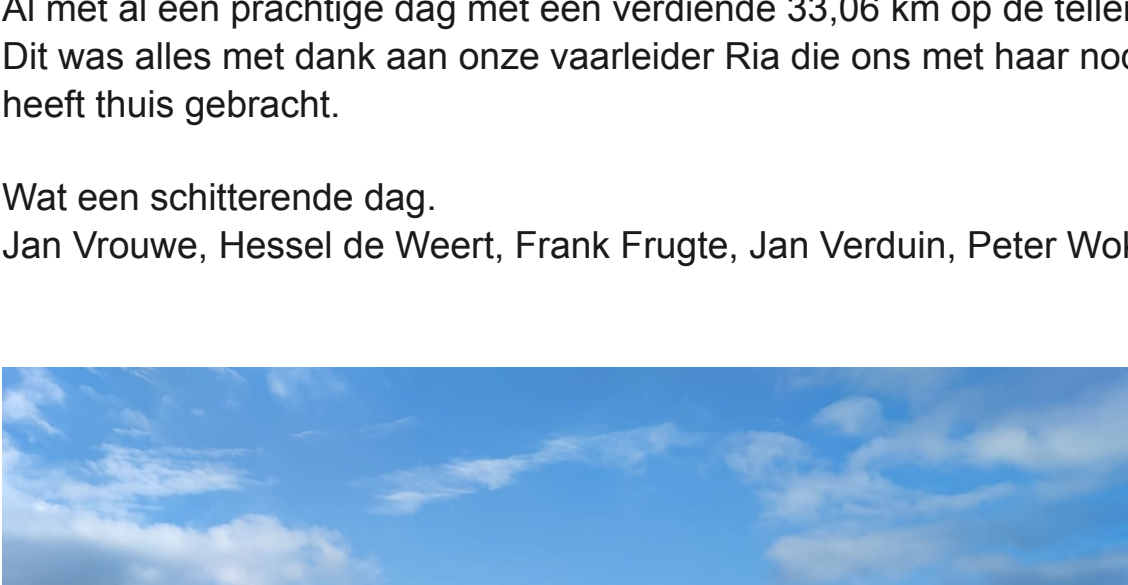 Al met al een prachtige dag met een verdiende 33,06 km op de teller
Dit was alles met dank aan onze vaarleider Ria die ons met haar
heeft thuis gebracht.
Wat een schitterende dag.
Jan Vrouwe, Hessel de Weert, Frank Frugte, Jan Verduin, Peter